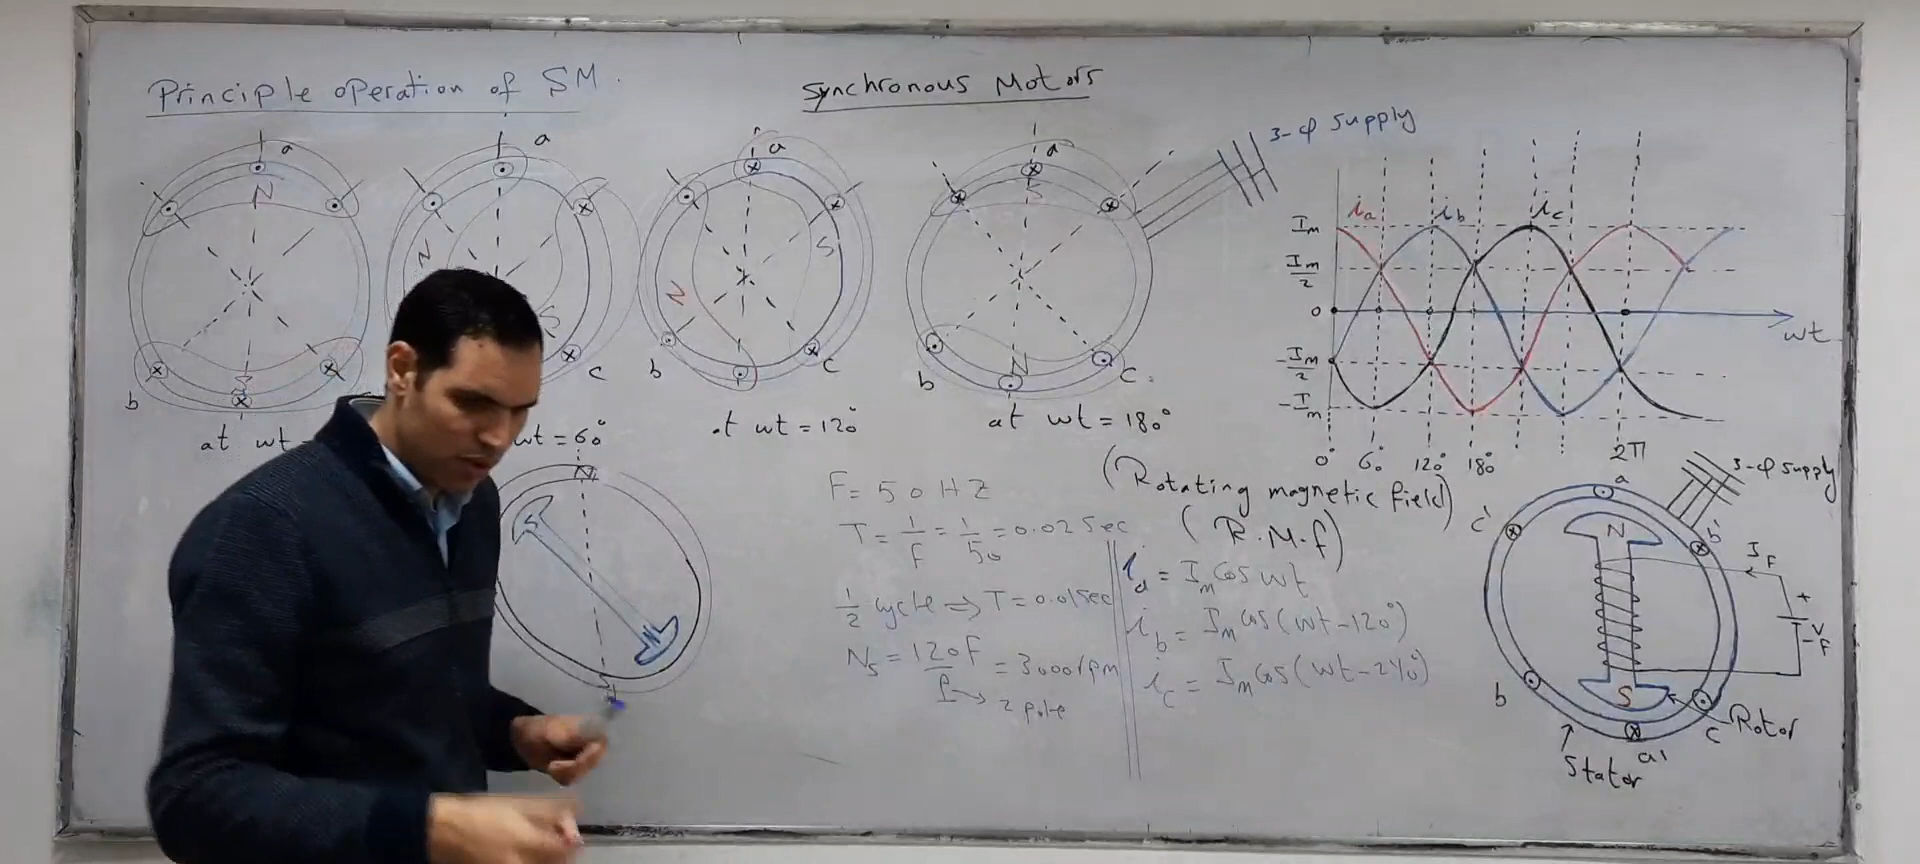 Principle operation of SM.
Synchronous Motors
3-φ supply
a
N
S
b
at wt
a
N
S
c
wt = 60°
a
N
S
b
c
at wt = 120°
a
S
N
b
c
at wt = 180°
ia
ib
ic
Im
Im/2
0
-Im/2
-Im
wt
0° 60° 120° 180° 2π
N
S
N
S
F = 50 HZ
T = 1/F = 1/50 = 0.02 Sec
1/2 cycle ⇒ T = 0.01 Sec
Ns = 120F/P = 3000 rpm
2 pole
(Rotating magnetic field)
(R.M.f)
ia = Im cos wt
ib = Im cos(wt-120°)
ic = Im cos(wt-240°)
3-φ supply
a
c'
b'
N
IF
+
VF
-
b
S
c
Rotor
a'
Stator